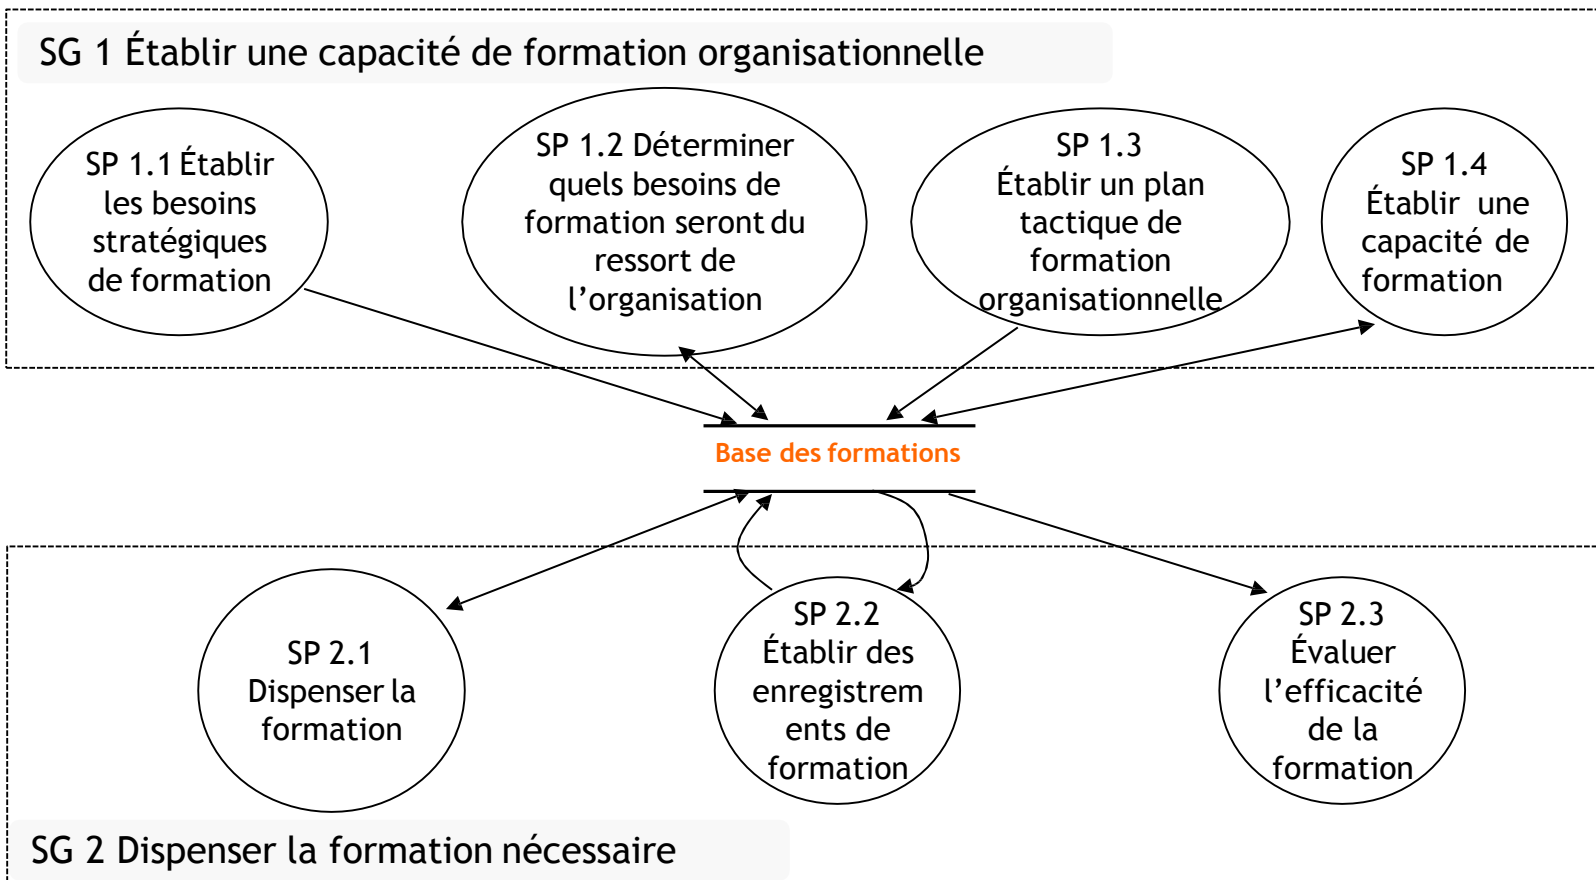 SG 1 Établir une capacité de formation organisationnelle
SP 1.1 Établir
les besoins
stratégiques
de formation
SP 1.2 Déterminer
quels besoins de
formation seront du
ressort de
l’organisation
SP 1.3
Établir un plan
tactique de
formation
organisationnelle
SP 1.4
Établir une
capacité de
formation
Base des formations
SP 2.1
Dispenser la
formation
SP 2.2
Établir des
enregistrem
ents de
formation
SP 2.3
Évaluer
l’efficacité
de la
formation
SG 2 Dispenser la formation nécessaire